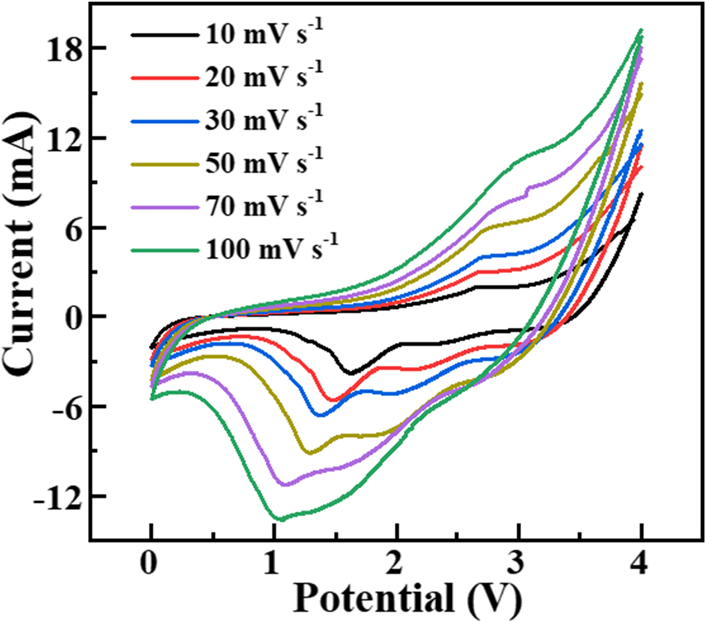 10 mV s⁻¹
20 mV s⁻¹
30 mV s⁻¹
50 mV s⁻¹
70 mV s⁻¹
100 mV s⁻¹
18
12
6
0
-6
-12
Current (mA)
0 1 2 3 4
Potential (V)